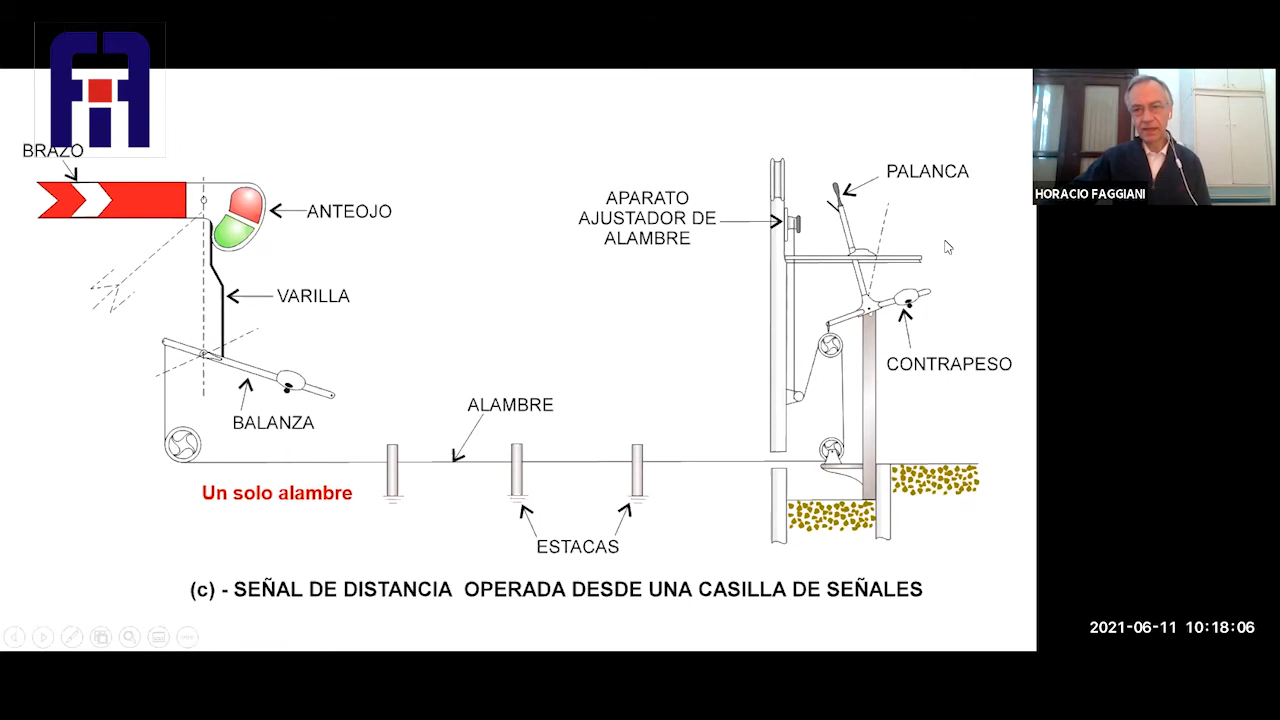 BRAZO
ANTEOJO
VARILLA
BALANZA
ALAMBRE
Un solo alambre
ESTACAS
APARATO
AJUSTADOR DE
ALAMBRE
PALANCA
CONTRAPESO
(c) - SEÑAL DE DISTANCIA OPERADA DESDE UNA CASILLA DE SEÑALES
HORACIO FAGGIANI
2021-06-11 10:18:06